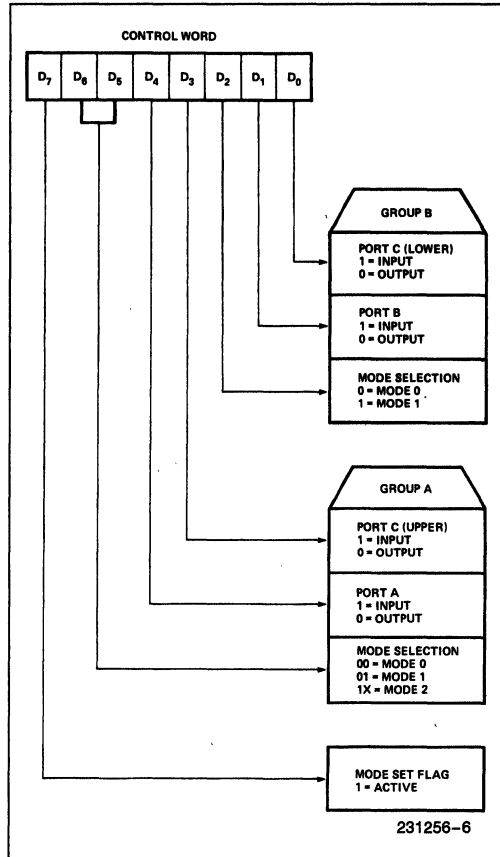 CONTROL WORD
D7 D6 D5 D4 D3 D2 D1 D0
GROUP B
PORT C (LOWER)
1 = INPUT
0 = OUTPUT
PORT B
1 = INPUT
0 = OUTPUT
MODE SELECTION
0 = MODE 0
1 = MODE 1
GROUP A
PORT C (UPPER)
1 = INPUT
0 = OUTPUT
PORT A
1 = INPUT
0 = OUTPUT
MODE SELECTION
00 = MODE 0
01 = MODE 1
1X = MODE 2
MODE SET FLAG
1 = ACTIVE
231256-6